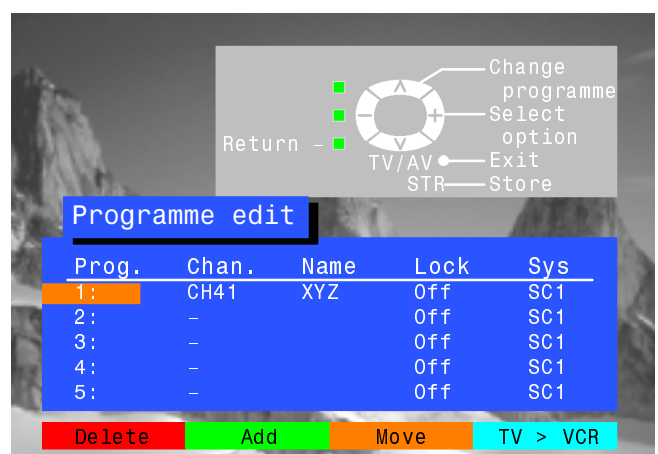 Change
programme
Select
option
Return –
TV/AV
Exit
STR
Store
Programme edit
Prog. Chan. Name Lock Sys
1: CH41 XYZ Off SC1
2: – Off SC1
3: – Off SC1
4: – Off SC1
5: – Off SC1
Delete Add Move TV > VCR